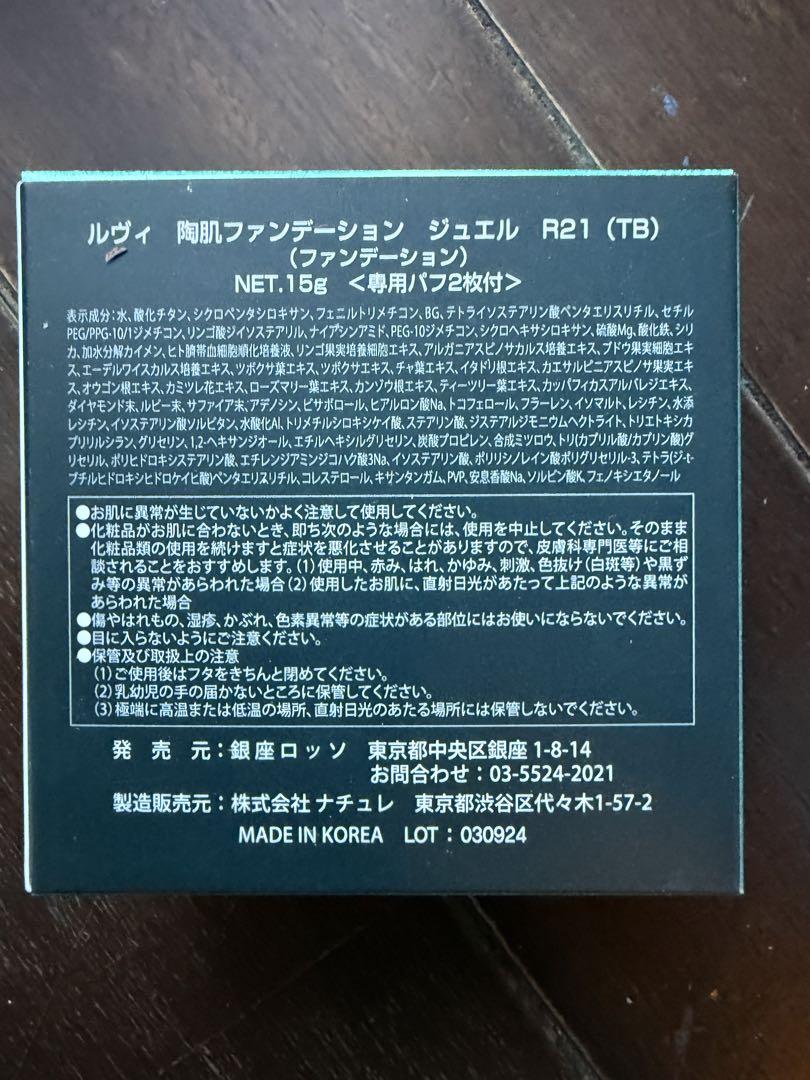 ルヴィ 陶肌ファンデーション ジュエル R21（TB）
（ファンデーション）
NET.15g ＜専用パフ2枚付＞
表示成分：水、酸化チタン、シクロペンタシロキサン、フェニルトリメチコン、BG、テトライソステアリン酸ペンタエリスリチル、セチル
PEG/PPG-10/1ジメチコン、リンゴ酸ジイソステアリル、ナイアシンアミド、PEG-10ジメチコン、シクロヘキサシロキサン、硫酸Mg、酸化鉄、シリ
カ、加水分解カイメン、ヒト臍帯血細胞順化培養液、リンゴ果実培養細胞エキス、アルガニアスピノサカルス培養エキス、ブドウ果実細胞エキ
ス、エーデルワイスカルス培養エキス、ツボクサ葉エキス、ツボクサエキス、チャ葉エキス、イタドリ根エキス、カエサルピニアスピノサ果実エキ
ス、オウゴン根エキス、カミツレ花エキス、ローズマリー葉エキス、カンゾウ根エキス、ティーツリー葉エキス、カッパフィカスアルバレジエキス、
ダイヤモンド末、ルビー末、サファイア末、アデノシン、ビサボロール、ヒアルロン酸Na、トコフェロール、フラーレン、イソマルト、レシチン、水添
レシチン、イソステアリン酸ソルビタン、水酸化Al、トリメチルシロキシケイ酸、ステアリン酸、ジステアルジモニウムヘクトライト、トリエトキシカ
プリリルシラン、グリセリン、1,2-ヘキサンジオール、エチルヘキシルグリセリン、炭酸プロピレン、合成ミツロウ、トリ(カプリル酸/カプリン酸)グ
リセリル、ポリヒドロキシステアリン酸、エチレンジアミンジコハク酸3Na、イソステアリン酸、ポリリシノレイン酸ポリグリセリル-3、テトラ(ジ-t-
ブチルヒドロキシヒドロケイヒ酸)ペンタエリスリチル、コレステロール、キサンタンガム、PVP、安息香酸Na、ソルビン酸K、フェノキシエタノール
●お肌に異常が生じていないかよく注意して使用してください。
●化粧品がお肌に合わないとき、即ち次のような場合には、使用を中止してください。そのまま
化粧品類の使用を続けますと症状を悪化させることがありますので、皮膚科専門医等にご相
談されることをおすすめします。（1）使用中、赤み、はれ、かゆみ、刺激、色抜け（白斑等）や黒ず
み等の異常があらわれた場合（2）使用したお肌に、直射日光があたって上記のような異常が
あらわれた場合
●傷やはれもの、湿疹、かぶれ、色素異常等の症状がある部位にはお使いにならないでください。
●目に入らないようにご注意ください。
●保管及び取扱上の注意
（1）ご使用後はフタをきちんと閉めてください。
（2）乳幼児の手の届かないところに保管してください。
（3）極端に高温または低温の場所、直射日光のあたる場所には保管しないでください。
発 売 元：銀座ロッソ 東京都中央区銀座1-8-14
お問合わせ：03-5524-2021
製造販売元：株式会社 ナチュレ 東京都渋谷区代々木1-57-2
MADE IN KOREA LOT：030924